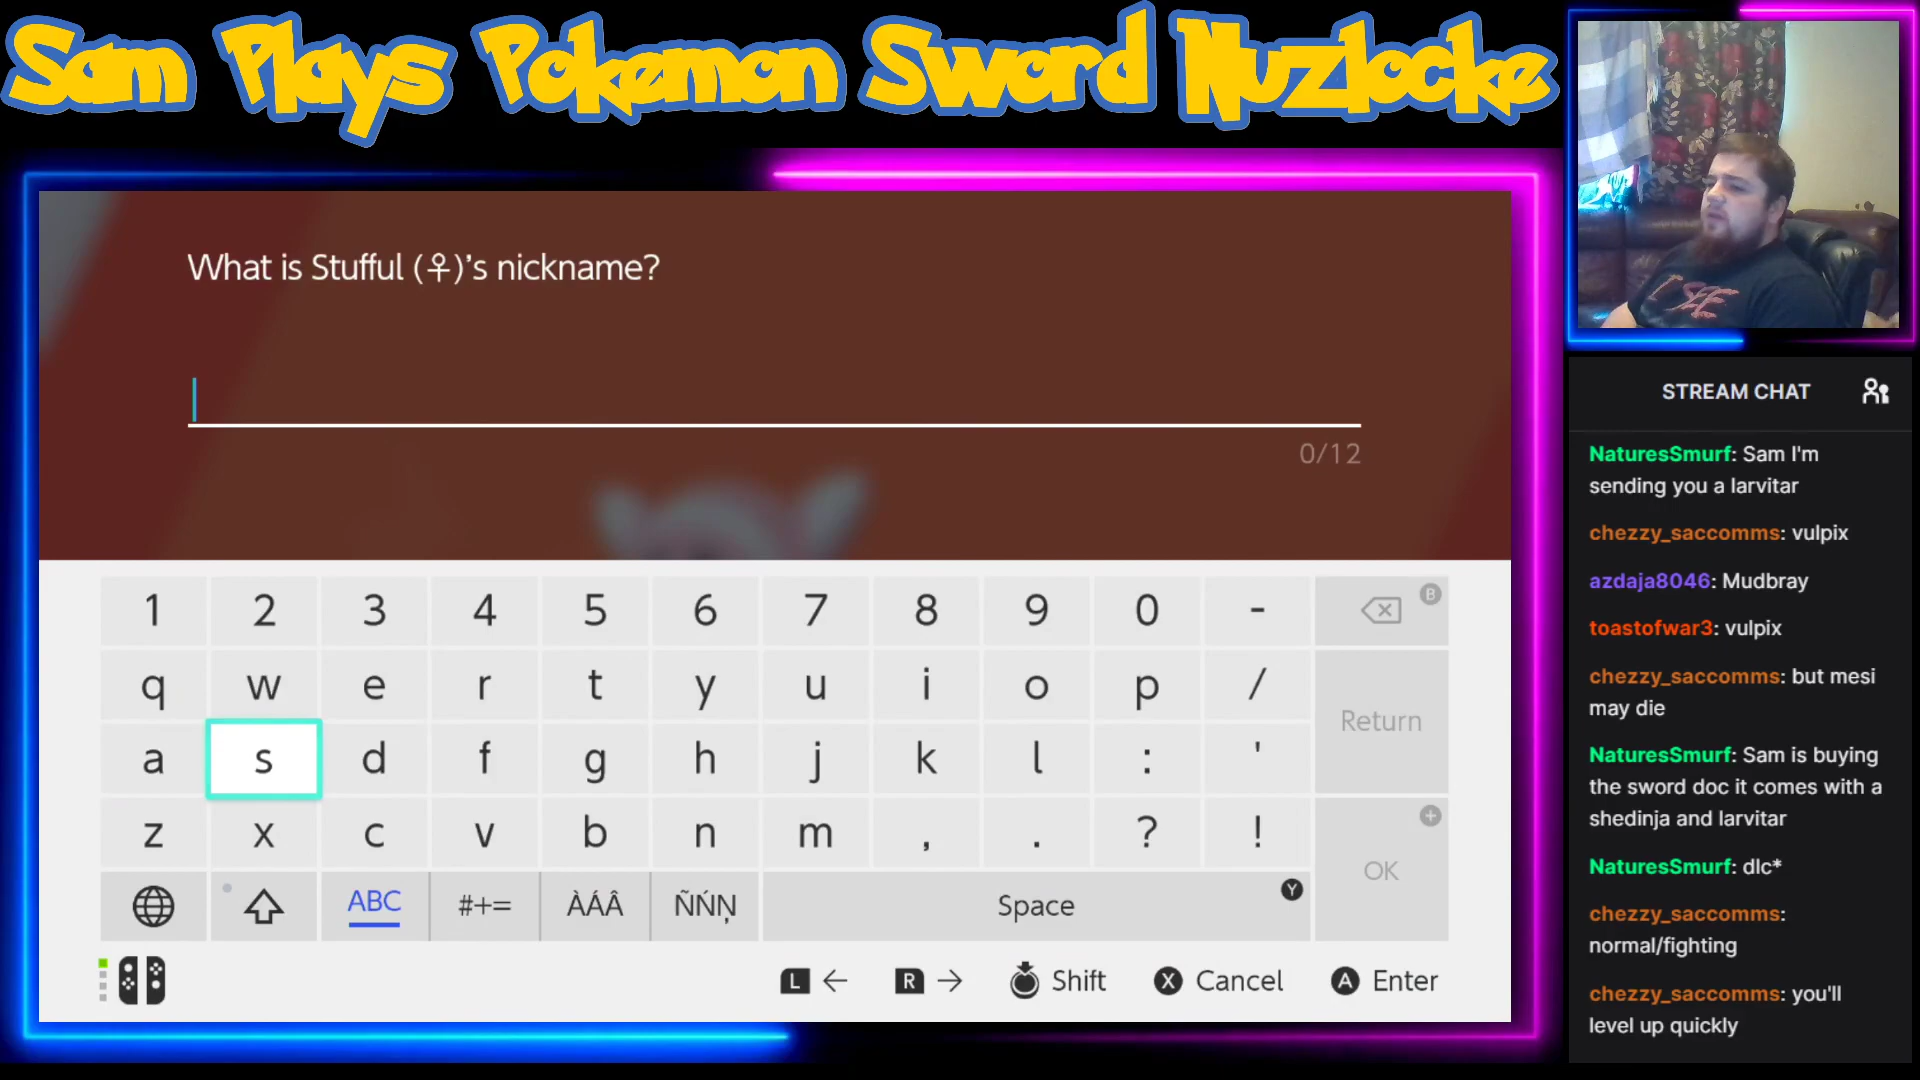 Sam Plays Pokemon Sword Nuzlocke
What is Stufful (♀)'s nickname?
0/12
1 2 3 4 5 6 7 8 9 0 - B
q w e r t y u i o p / Return
a s d f g h j k l : '
z x c v b n m , . ? ! + OK
ABC #+= ÀÁÂ ÑŃŅ Space Y
L ← R → Shift X Cancel A Enter
I SEE
STREAM CHAT
NaturesSmurf: Sam I'm
sending you a larvitar
chezzy_saccomms: vulpix
azdaja8046: Mudbray
toastofwar3: vulpix
chezzy_saccomms: but mesi
may die
NaturesSmurf: Sam is buying
the sword doc it comes with a
shedinja and larvitar
NaturesSmurf: dlc*
chezzy_saccomms:
normal/fighting
chezzy_saccomms: you'll
level up quickly